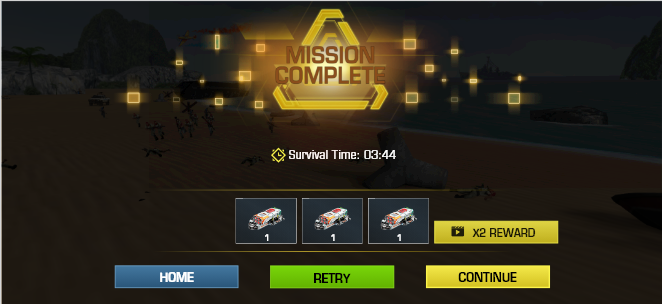 MISSION
COMPLETE
Survival Time: 03:44
1
1
1
X2 REWARD
HOME
RETRY
CONTINUE